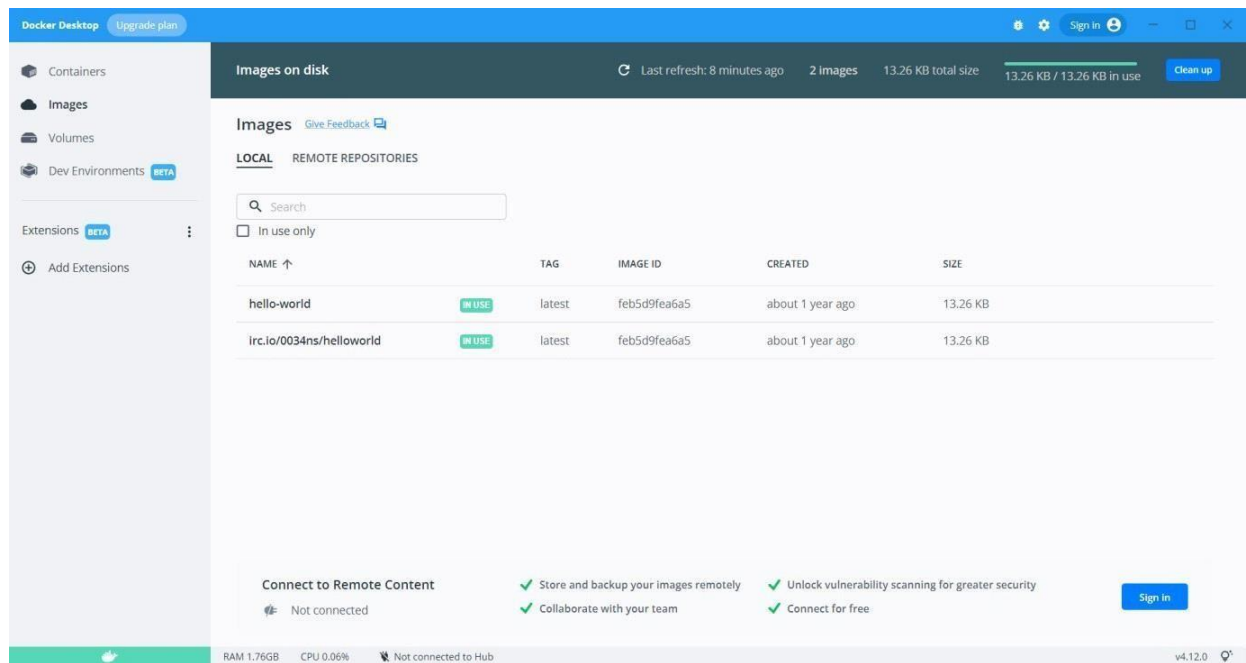 Docker Desktop Upgrade plan Sign in
Containers
Images
Volumes
Dev Environments BETA
Extensions BETA
Add Extensions
Images on disk Last refresh: 8 minutes ago 2 images 13.26 KB total size 13.26 KB / 13.26 KB in use Clean up
Images Give Feedback
LOCAL REMOTE REPOSITORIES
Search
In use only
NAME TAG IMAGE ID CREATED SIZE
hello-world IN USE latest feb5d9fea6a5 about 1 year ago 13.26 KB
irc.io/0034ns/helloworld IN USE latest feb5d9fea6a5 about 1 year ago 13.26 KB
Connect to Remote Content
Not connected
Store and backup your images remotely
Collaborate with your team
Unlock vulnerability scanning for greater security
Connect for free
Sign in
RAM 1.76GB CPU 0.06% Not connected to Hub v4.12.0